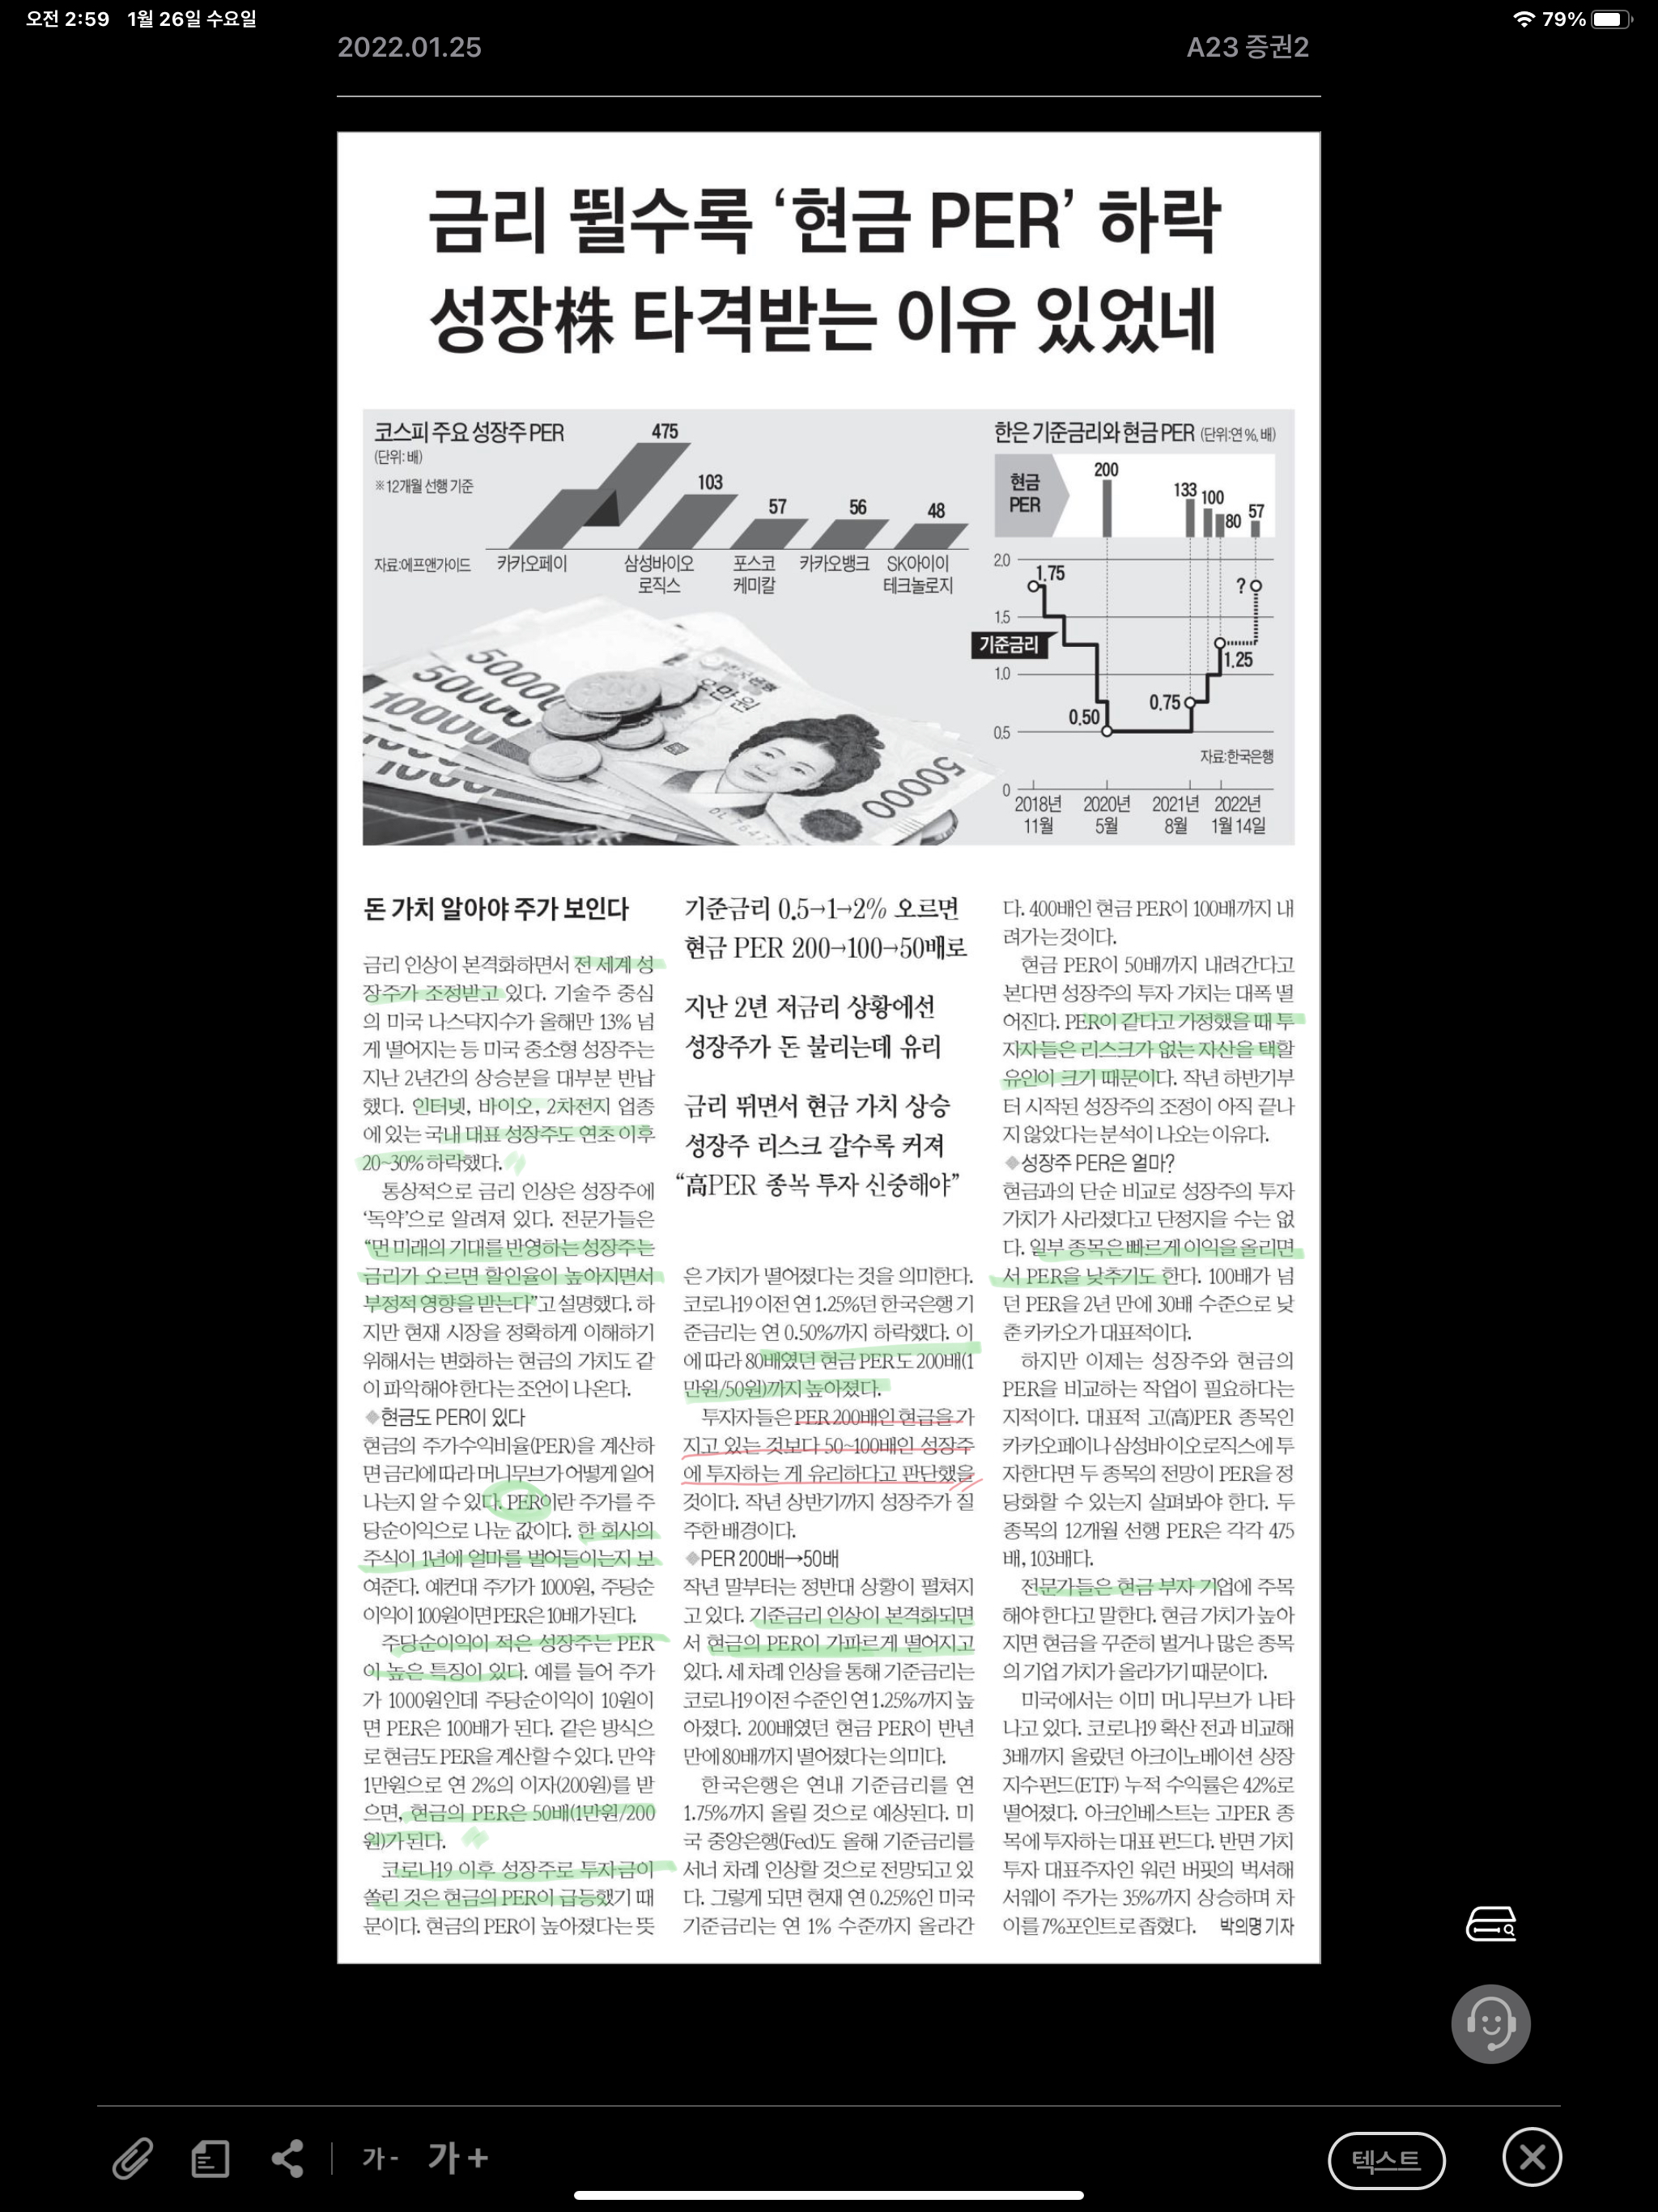 오전 2:59 1월 26일 수요일
79%
2022.01.25
A23 증권2
금리 뛸수록 ‘현금 PER’ 하락
성장株 타격받는 이유 있었네
코스피 주요 성장주 PER
(단위: 배)
※12개월 선행 기준
475
103
57
56
48
자료:에프앤가이드
카카오페이
삼성바이오
로직스
포스코
케미칼
카카오뱅크
SK아이이
테크놀로지
한은 기준금리와 현금 PER (단위:연 %, 배)
현금
PER
200
133
100
80
57
2.0
1.75
?
1.5
기준금리
1.25
1.0
0.75
0.50
0.5
자료:한국은행
0
2018년
11월
2020년
5월
2021년
8월
2022년
1월 14일
50000
50000
10000
오만원
50000
돈 가치 알아야 주가 보인다
금리 인상이 본격화하면서 전 세계 성
장주가 조정받고 있다. 기술주 중심
의 미국 나스닥지수가 올해만 13% 넘
게 떨어지는 등 미국 중소형 성장주는
지난 2년간의 상승분을 대부분 반납
했다. 인터넷, 바이오, 2차전지 업종
에 있는 국내 대표 성장주도 연초 이후
20~30% 하락했다.
통상적으로 금리 인상은 성장주에
‘독약’으로 알려져 있다. 전문가들은
“먼 미래의 기대를 반영하는 성장주는
금리가 오르면 할인율이 높아지면서
부정적 영향을 받는다”고 설명했다. 하
지만 현재 시장을 정확하게 이해하기
위해서는 변화하는 현금의 가치도 같
이 파악해야 한다는 조언이 나온다.
◆현금도 PER이 있다
현금의 주가수익비율(PER)을 계산하
면 금리에 따라 머니무브가 어떻게 일어
나는지 알 수 있다. PER이란 주가를 주
당순이익으로 나눈 값이다. 한 회사의
주식이 1년에 얼마를 벌어들이는지 보
여준다. 예컨대 주가가 1000원, 주당순
이익이 100원이면 PER은 10배가 된다.
주당순이익이 적은 성장주는 PER
이 높은 특징이 있다. 예를 들어 주가
가 1000원인데 주당순이익이 10원이
면 PER은 100배가 된다. 같은 방식으
로 현금도 PER을 계산할 수 있다. 만약
1만원으로 연 2%의 이자(200원)를 받
으면, 현금의 PER은 50배(1만원/200
원)가 된다.
코로나19 이후 성장주로 투자금이
쏠린 것은 현금의 PER이 급등했기 때
문이다. 현금의 PER이 높아졌다는 뜻
기준금리 0.5→1→2% 오르면
현금 PER 200→100→50배로
지난 2년 저금리 상황에선
성장주가 돈 불리는데 유리
금리 뛰면서 현금 가치 상승
성장주 리스크 갈수록 커져
“高PER 종목 투자 신중해야”
은 가치가 떨어졌다는 것을 의미한다.
코로나19 이전 연 1.25%던 한국은행 기
준금리는 연 0.50%까지 하락했다. 이
에 따라 80배였던 현금 PER도 200배(1
만원/50원)까지 높아졌다.
투자자들은 PER 200배인 현금을 가
지고 있는 것보다 50~100배인 성장주
에 투자하는 게 유리하다고 판단했을
것이다. 작년 상반기까지 성장주가 질
주한 배경이다.
◆PER 200배→50배
작년 말부터는 정반대 상황이 펼쳐지
고 있다. 기준금리 인상이 본격화되면
서 현금의 PER이 가파르게 떨어지고
있다. 세 차례 인상을 통해 기준금리는
코로나19 이전 수준인 연 1.25%까지 높
아졌다. 200배였던 현금 PER이 반년
만에 80배까지 떨어졌다는 의미다.
한국은행은 연내 기준금리를 연
1.75%까지 올릴 것으로 예상된다. 미
국 중앙은행(Fed)도 올해 기준금리를
서너 차례 인상할 것으로 전망되고 있
다. 그렇게 되면 현재 연 0.25%인 미국
기준금리는 연 1% 수준까지 올라간
다. 400배인 현금 PER이 100배까지 내
려가는 것이다.
현금 PER이 50배까지 내려간다고
본다면 성장주의 투자 가치는 대폭 떨
어진다. PER이 같다고 가정했을 때 투
자자들은 리스크가 없는 자산을 택할
유인이 크기 때문이다. 작년 하반기부
터 시작된 성장주의 조정이 아직 끝나
지 않았다는 분석이 나오는 이유다.
◆성장주 PER은 얼마?
현금과의 단순 비교로 성장주의 투자
가치가 사라졌다고 단정지을 수는 없
다. 일부 종목은 빠르게 이익을 올리면
서 PER을 낮추기도 한다. 100배가 넘
던 PER을 2년 만에 30배 수준으로 낮
춘 카카오가 대표적이다.
하지만 이제는 성장주와 현금의
PER을 비교하는 작업이 필요하다는
지적이다. 대표적 고(高)PER 종목인
카카오페이나 삼성바이오로직스에 투
자한다면 두 종목의 전망이 PER을 정
당화할 수 있는지 살펴봐야 한다. 두
종목의 12개월 선행 PER은 각각 475
배, 103배다.
전문가들은 현금 부자 기업에 주목
해야 한다고 말한다. 현금 가치가 높아
지면 현금을 꾸준히 벌거나 많은 종목
의 기업 가치가 올라가기 때문이다.
미국에서는 이미 머니무브가 나타
나고 있다. 코로나19 확산 전과 비교해
3배까지 올랐던 아크이노베이션 상장
지수펀드(ETF) 누적 수익률은 42%로
떨어졌다. 아크인베스트는 고PER 종
목에 투자하는 대표 펀드다. 반면 가치
투자 대표주자인 워런 버핏의 벅셔해
서웨이 주가는 35%까지 상승하며 차
이를 7%포인트로 좁혔다. 박의명 기자
가- 가+
텍스트